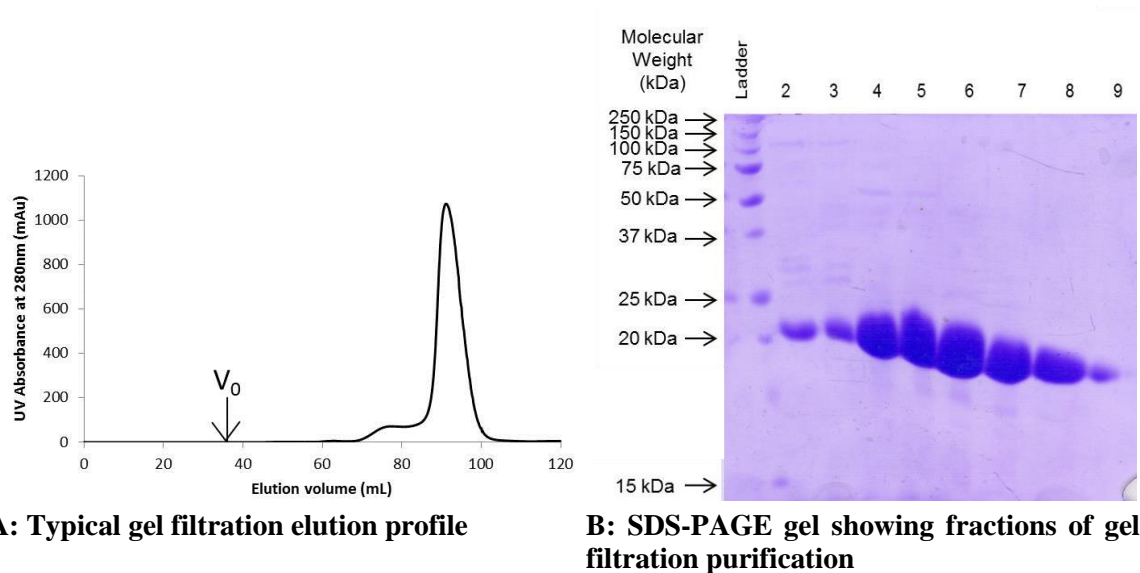 1200
1000
800
600
400
200
0
UV Absorbance at 280nm (mAu)
V0
0 20 40 60 80 100 120
Elution volume (mL)
A: Typical gel filtration elution profile
Molecular
Weight
(kDa)
Ladder
2 3 4 5 6 7 8 9
250 kDa
150 kDa
100 kDa
75 kDa
50 kDa
37 kDa
25 kDa
20 kDa
15 kDa
B: SDS-PAGE gel showing fractions of gel
filtration purification